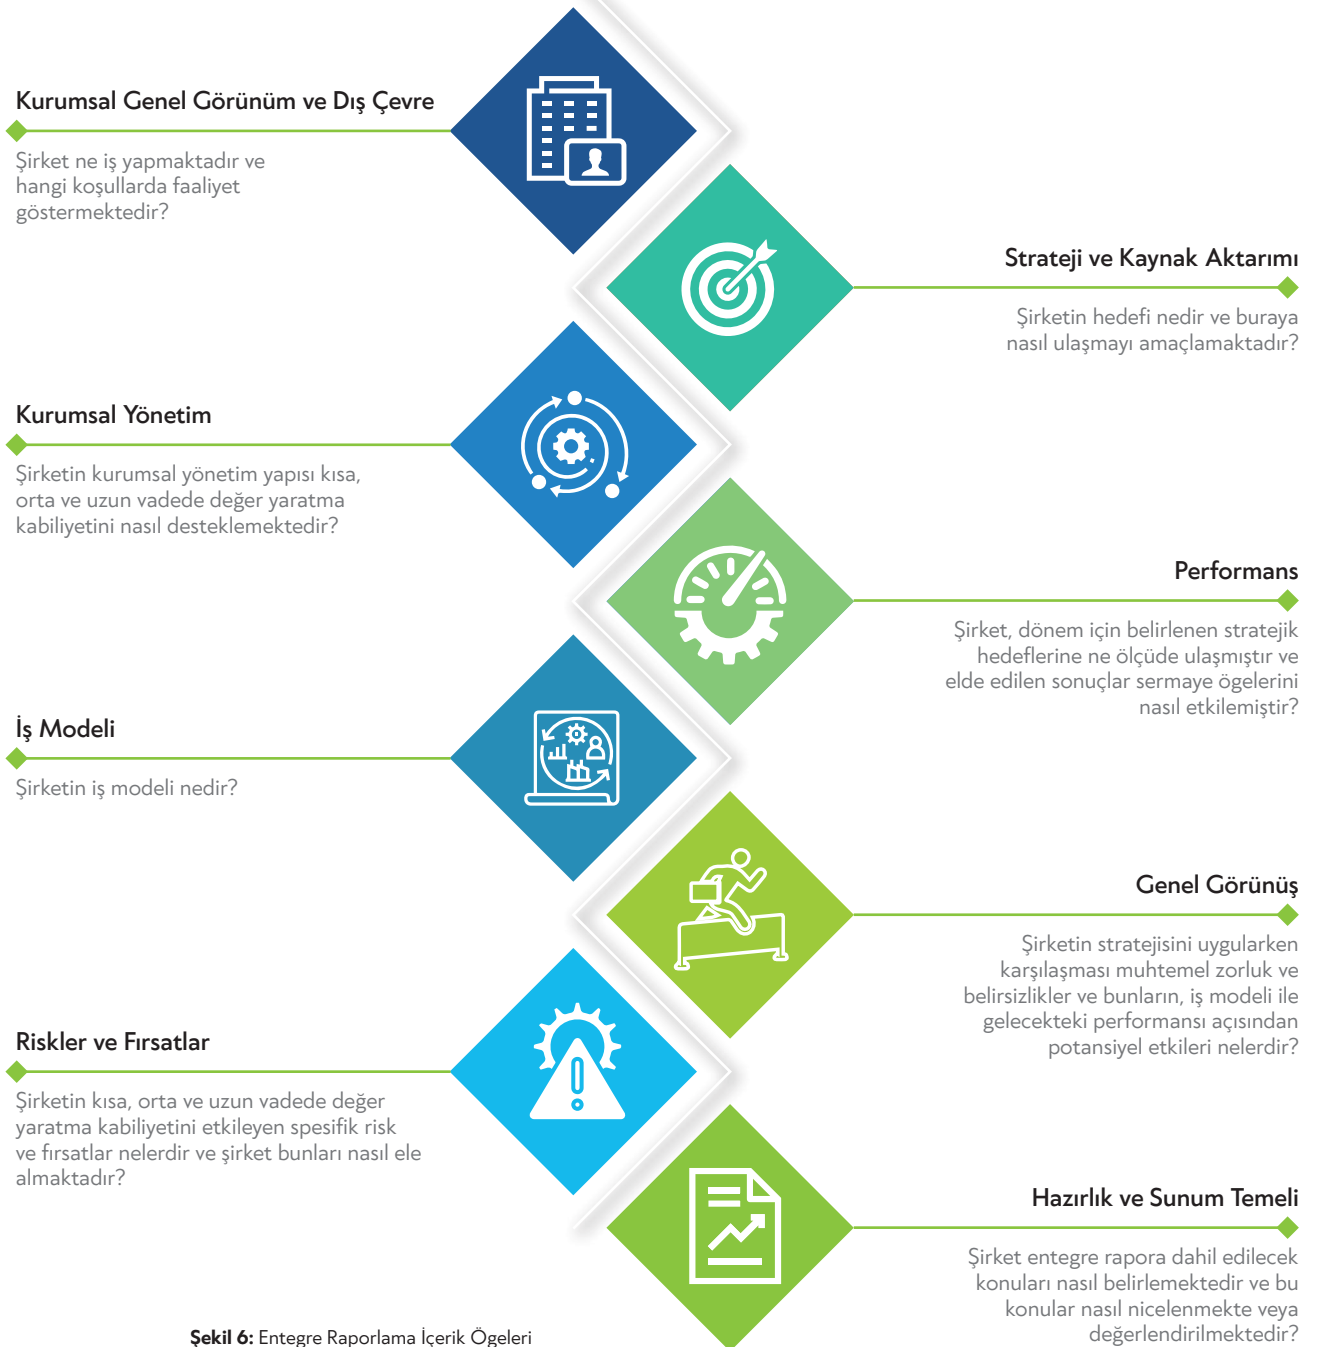 Kurumsal Genel Görünüm ve Dış Çevre
Şirket ne iş yapmaktadır ve
hangi koşullarda faaliyet
göstermektedir?
Strateji ve Kaynak Aktarımı
Şirketin hedefi nedir ve buraya
nasıl ulaşmayı amaçlamaktadır?
Kurumsal Yönetim
Şirketin kurumsal yönetim yapısı kısa,
orta ve uzun vadede değer yaratma
kabiliyetini nasıl desteklemektedir?
Performans
Şirket, dönem için belirlenen stratejik
hedeflerine ne ölçüde ulaşmıştır ve
elde edilen sonuçlar sermaye ögelerini
nasıl etkilemiştir?
İş Modeli
Şirketin iş modeli nedir?
Genel Görünüş
Şirketin stratejisini uygularken
karşılaşması muhtemel zorluk ve
belirsizlikler ve bunların, iş modeli ile
gelecekteki performansı açısından
potansiyel etkileri nelerdir?
Riskler ve Fırsatlar
Şirketin kısa, orta ve uzun vadede değer
yaratma kabiliyetini etkileyen spesifik risk
ve fırsatlar nelerdir ve şirket bunları nasıl ele
almaktadır?
Hazırlık ve Sunum Temeli
Şirket entegre rapora dahil edilecek
konuları nasıl belirlemektedir ve bu
konular nasıl nicelenmekte veya
değerlendirilmektedir?
Şekil 6: Entegre Raporlama İçerik Ögeleri